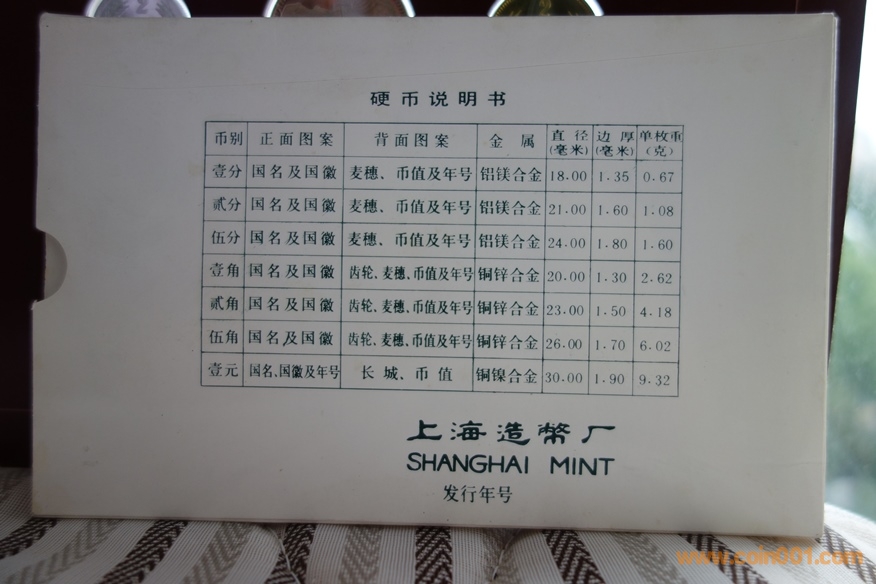 硬币说明书
币别 正面图案 背面图案 金属 直径(毫米) 边厚(毫米) 单枚重(克)
壹分 国名及国徽 麦穗、币值及年号 铝镁合金 18.00 1.35 0.67
贰分 国名及国徽 麦穗、币值及年号 铝镁合金 21.00 1.60 1.08
伍分 国名及国徽 麦穗、币值及年号 铝镁合金 24.00 1.80 1.60
壹角 国名及国徽 齿轮、麦穗、币值及年号 铜锌合金 20.00 1.30 2.62
贰角 国名及国徽 齿轮、麦穗、币值及年号 铜锌合金 23.00 1.50 4.18
伍角 国名及国徽 齿轮、麦穗、币值及年号 铜锌合金 26.00 1.70 6.02
壹元 国名、国徽及年号 长城、币值 铜镍合金 30.00 1.90 9.32
上海造幣厂
SHANGHAI MINT
发行年号
www.coin001.com